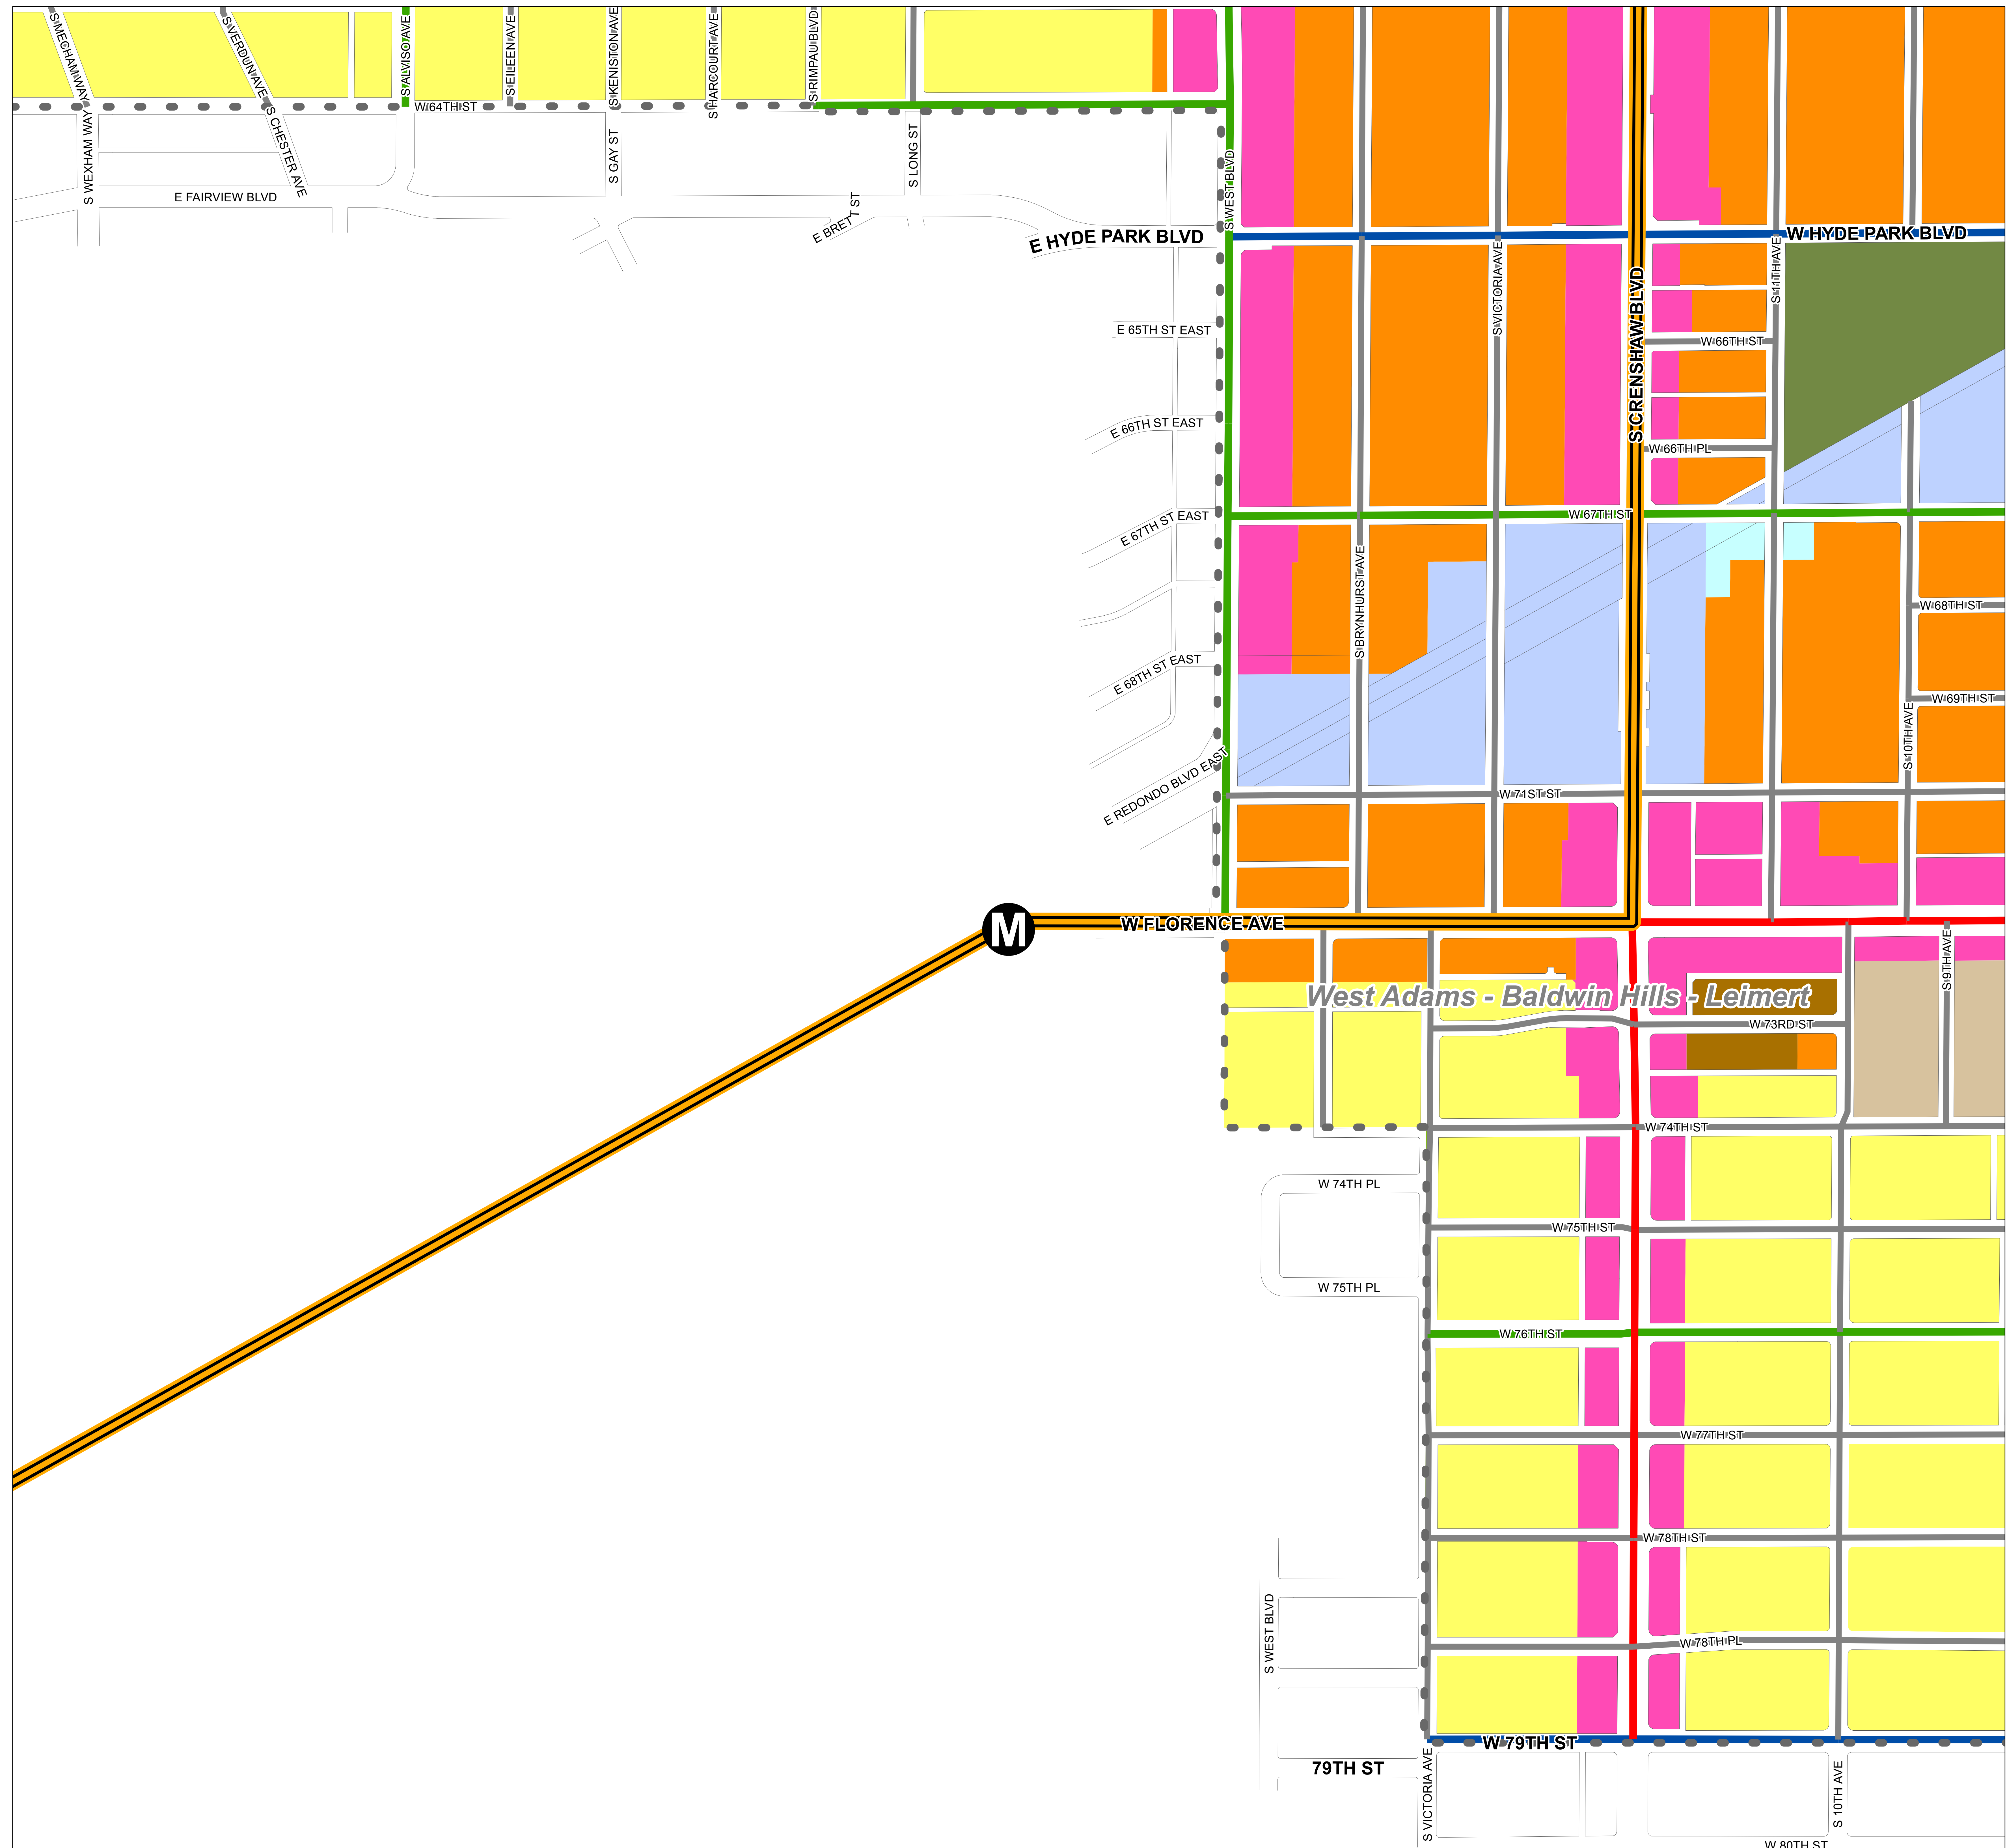 S MECHAM WAY
S VERDUN AVE
S ALVISO AVE
S EILEEN AVE
S KENISTON AVE
S HARCOURT AVE
S RIMPAU BLVD
W 64TH ST
S WEXHAM WAY
S CHESTER AVE
S GAY ST
S LONG ST
S WEST BLVD
E FAIRVIEW BLVD
E BRETT ST
E HYDE PARK BLVD
W HYDE PARK BLVD
S VICTORIA AVE
S CRENSHAW BLVD
S 11TH AVE
E 65TH ST EAST
W 66TH ST
E 66TH ST EAST
W 66TH PL
E 67TH ST EAST
W 67TH ST
S BRYNHURST AVE
W 68TH ST
E 68TH ST EAST
W 69TH ST
S 10TH AVE
E REDONDO BLVD EAST
W 71ST ST
M
W FLORENCE AVE
S 9TH AVE
West Adams - Baldwin Hills - Leimert
W 73RD ST
W 74TH ST
W 74TH PL
W 75TH ST
W 75TH PL
W 76TH ST
W 77TH ST
W 78TH ST
S WEST BLVD
W 78TH PL
W 79TH ST
79TH ST
S VICTORIA AVE
S 10TH AVE
W 80TH ST